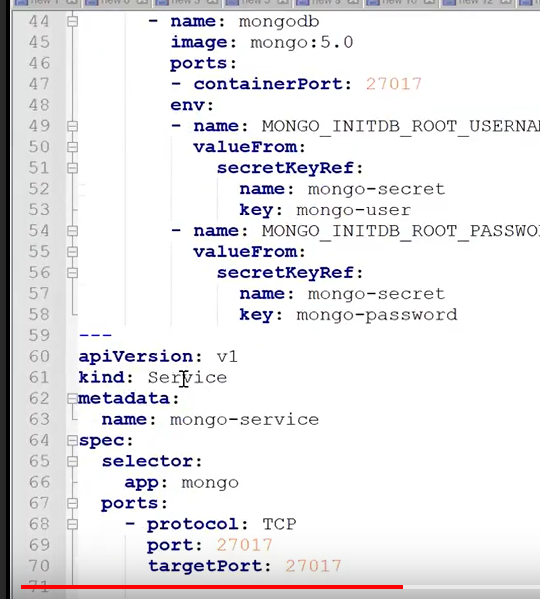 44 - name: mongodb
45 image: mongo:5.0
46 ports:
47 - containerPort: 27017
48 env:
49 - name: MONGO_INITDB_ROOT_USERNA
50 valueFrom:
51 secretKeyRef:
52 name: mongo-secret
53 key: mongo-user
54 - name: MONGO_INITDB_ROOT_PASSWO
55 valueFrom:
56 secretKeyRef:
57 name: mongo-secret
58 key: mongo-password
59 ---
60 apiVersion: v1
61 kind: Service
62 metadata:
63 name: mongo-service
64 spec:
65 selector:
66 app: mongo
67 ports:
68 - protocol: TCP
69 port: 27017
70 targetPort: 27017
71